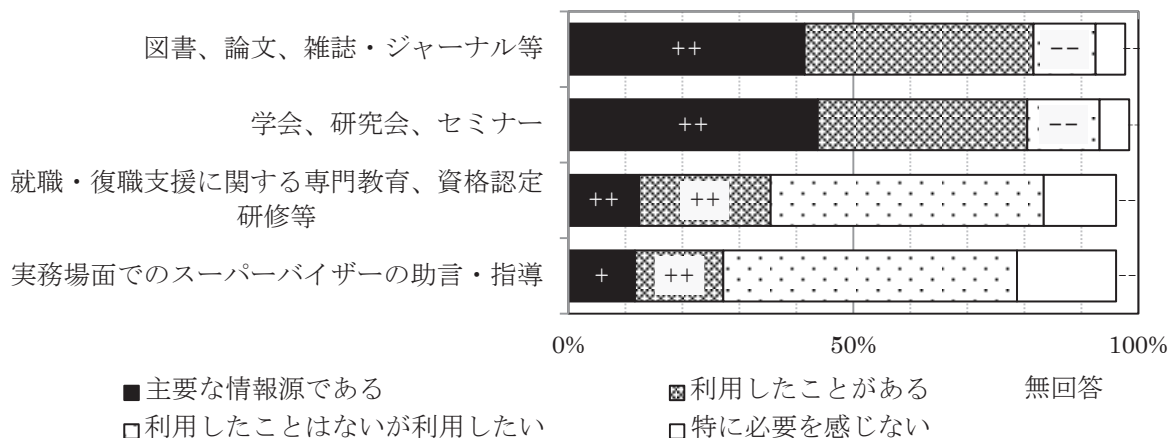 図書、論文、雑誌・ジャーナル等
++
−−
--
学会、研究会、セミナー
++
−−
--
就職・復職支援に関する専門教育、資格認定
研修等
++
++
--
実務場面でのスーパーバイザーの助言・指導
+
++
--
0%
50%
100%
■主要な情報源である
利用したことがある
無回答
□利用したことはないが利用したい
□特に必要を感じない